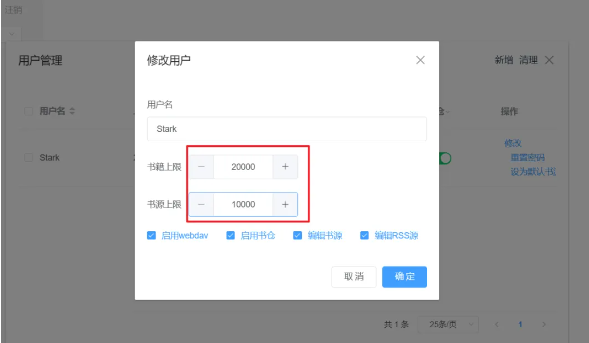 注销
用户管理
新增 清理
修改用户
用户名
Stark
书籍上限
20000
书源上限
10000
启用webdav 启用书仓 编辑书源 编辑RSS源
取消 确定
用户名
操作
Stark
修改
重置密码
设为默认书
共 1 条 25条/页 1